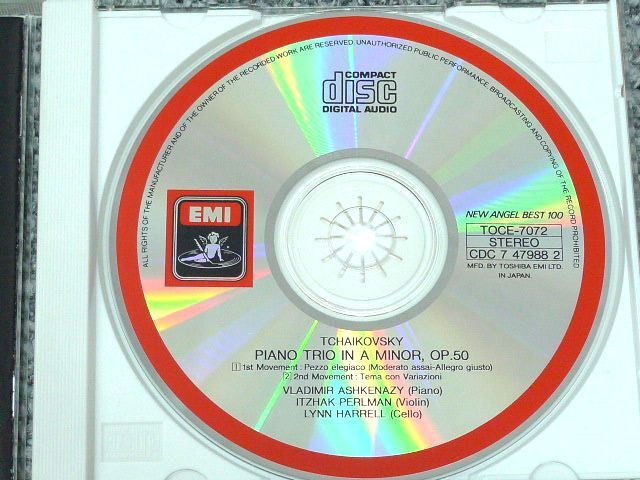 ALL RIGHTS OF THE MANUFACTURER AND OF THE OWNER OF THE RECORDED WORK ARE RESERVED. UNAUTHORIZED PUBLIC PERFORMANCE, BROADCASTING AND COPYING OF THE RECORD PROHIBITED
COMPACT
disc
DIGITAL AUDIO
EMI
NEW ANGEL BEST 100
TOCE-7072
STEREO
CDC 7 47988 2
MFD. BY TOSHIBA EMI LTD.
IN JAPAN.
TCHAIKOVSKY
PIANO TRIO IN A MINOR, OP.50
1 1st Movement : Pezzo elegiaco (Moderato assai-Allegro giusto)
2 2nd Movement : Tema con Variazioni
VLADIMIR ASHKENAZY (Piano)
ITZHAK PERLMAN (Violin)
LYNN HARRELL (Cello)